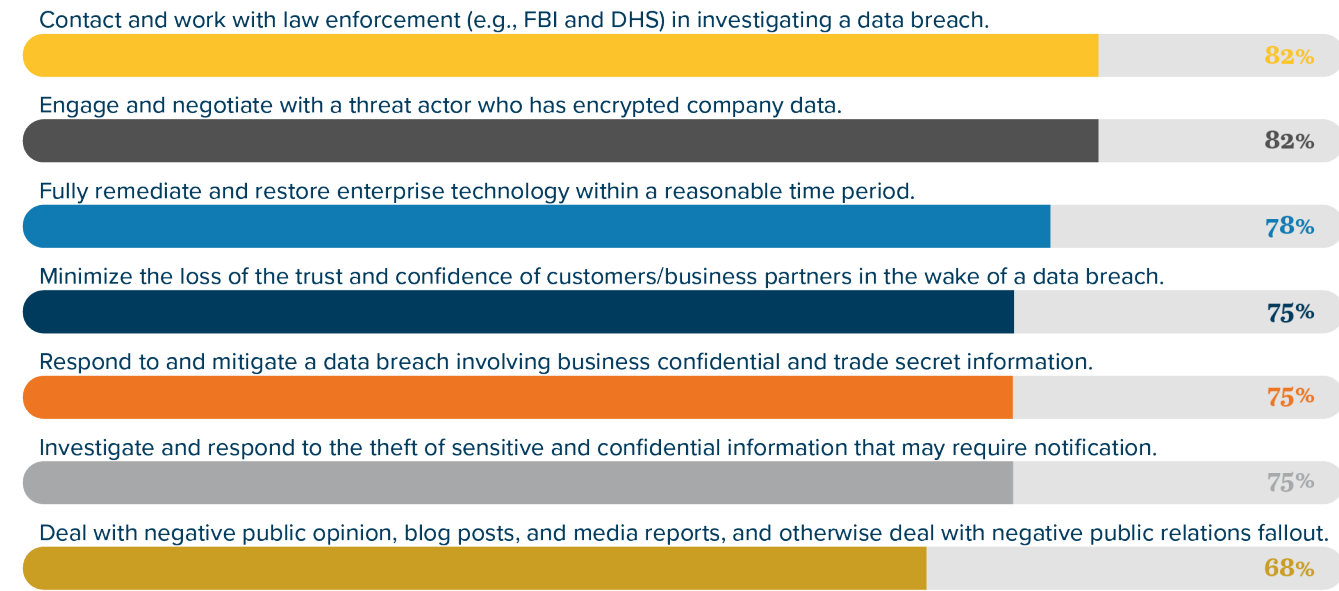 Contact and work with law enforcement (e.g., FBI and DHS) in investigating a data breach.
82%
Engage and negotiate with a threat actor who has encrypted company data.
82%
Fully remediate and restore enterprise technology within a reasonable time period.
78%
Minimize the loss of the trust and confidence of customers/business partners in the wake of a data breach.
75%
Respond to and mitigate a data breach involving business confidential and trade secret information.
75%
Investigate and respond to the theft of sensitive and confidential information that may require notification.
75%
Deal with negative public opinion, blog posts, and media reports, and otherwise deal with negative public relations fallout.
68%